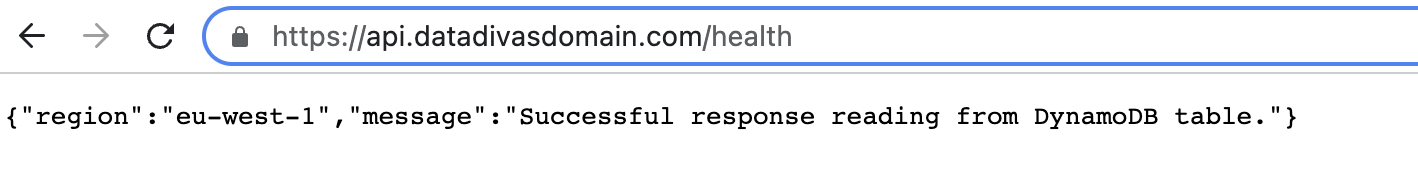 https://api.datadivasdomain.com/health
{"region":"eu-west-1","message":"Successful response reading from DynamoDB table."}